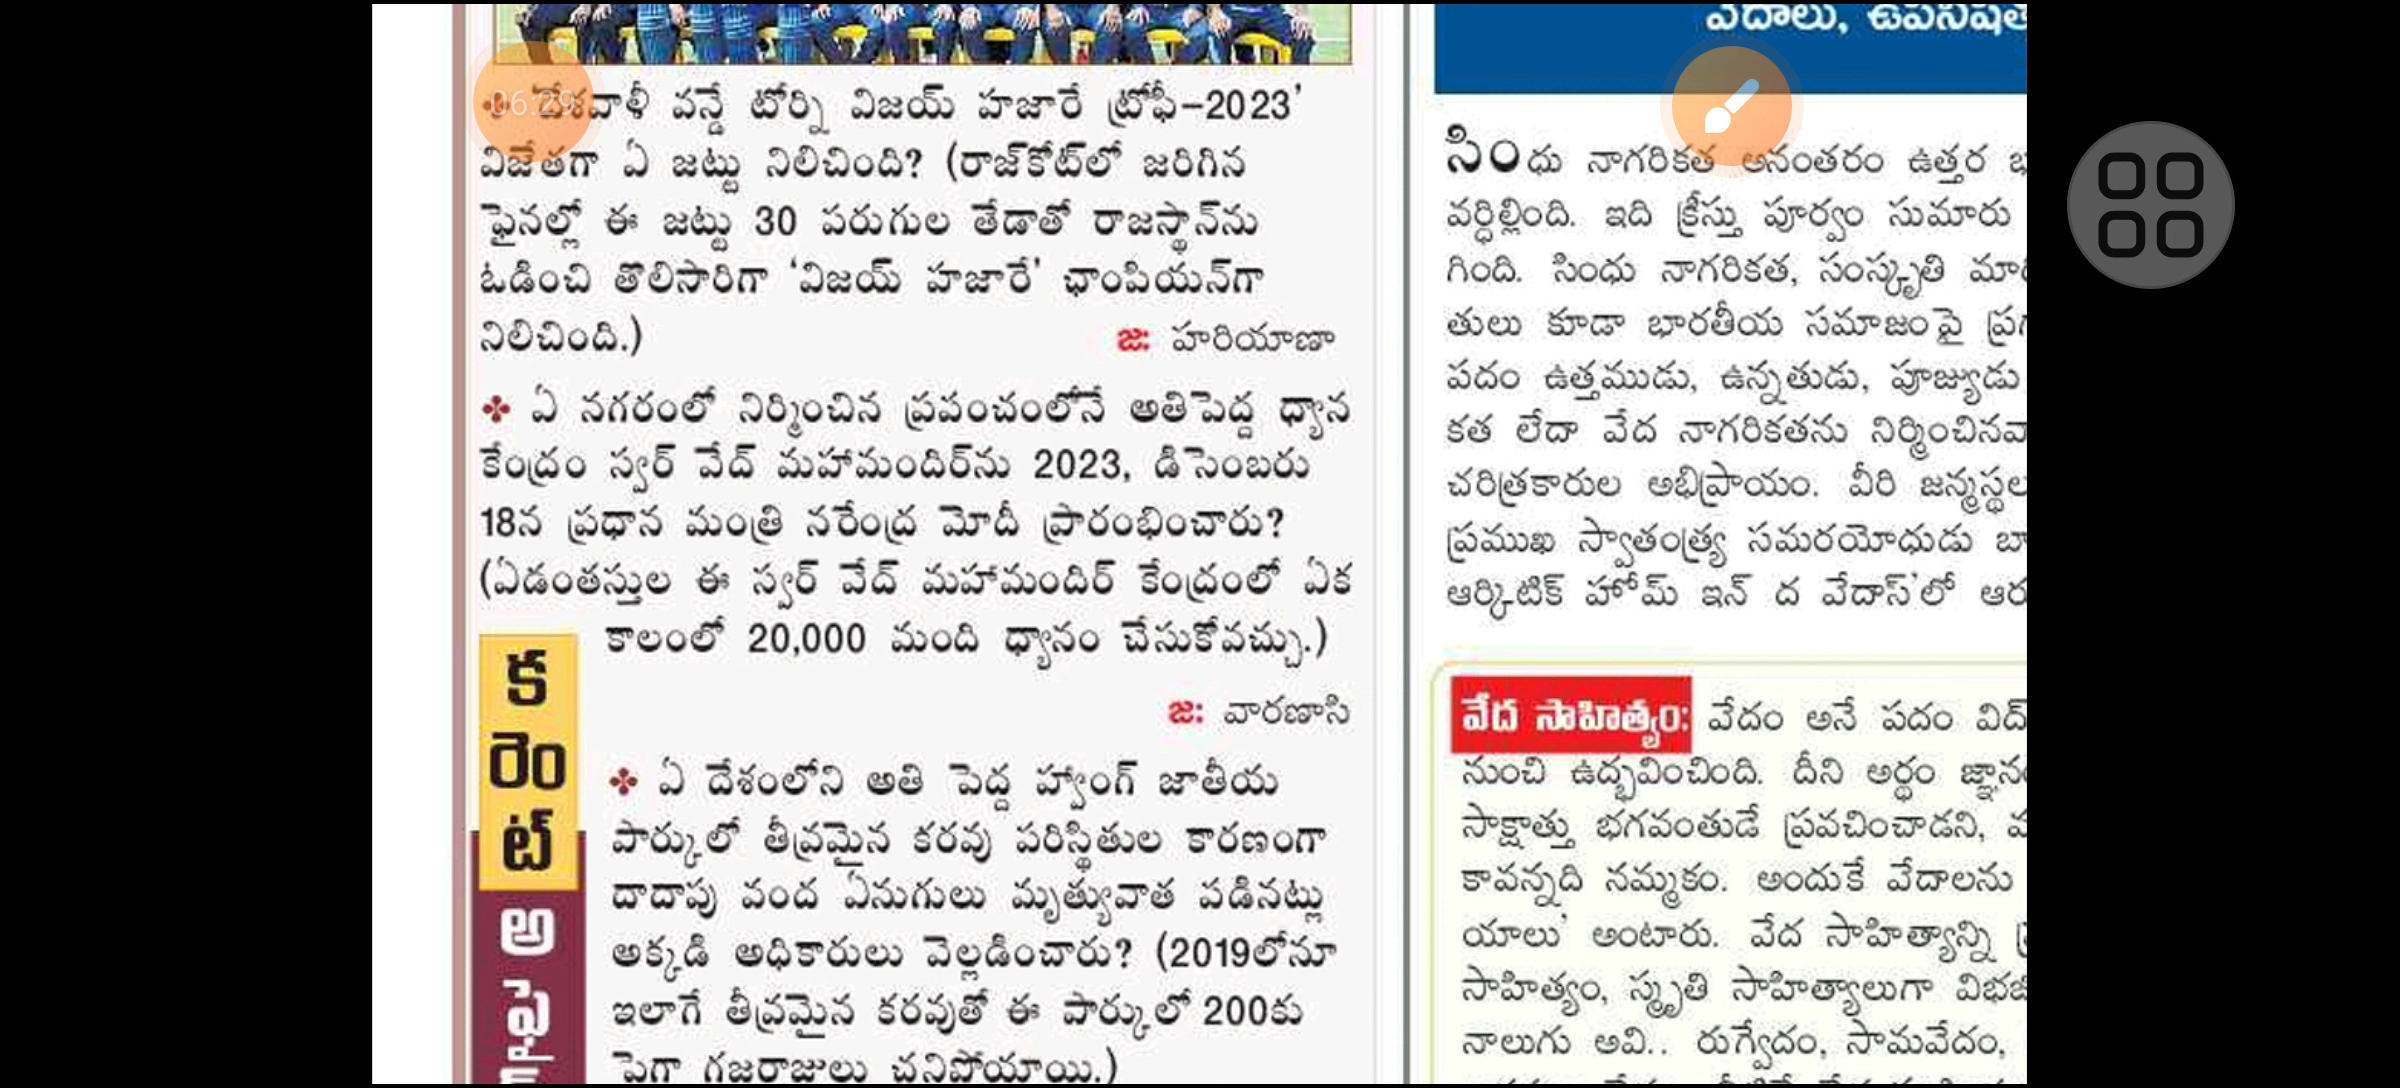 06:29
దేశవాళీ వన్డే టోర్ని విజయ్ హజారే ట్రోఫీ–2023'
విజేతగా ఏ జట్టు నిలిచింది? (రాజ్‌కోట్‌లో జరిగిన
ఫైనల్లో ఈ జట్టు 30 పరుగుల తేడాతో రాజస్థాన్‌ను
ఓడించి తొలిసారిగా ‘విజయ్ హజారే’ ఛాంపియన్‌గా
నిలిచింది.) జ: హరియాణా
❖ ఏ నగరంలో నిర్మించిన ప్రపంచంలోనే అతిపెద్ద ధ్యాన
కేంద్రం స్వర్ వేద్ మహామందిర్‌ను 2023, డిసెంబరు
18న ప్రధాన మంత్రి నరేంద్ర మోదీ ప్రారంభించారు?
(ఏడంతస్తుల ఈ స్వర్ వేద్ మహామందిర్ కేంద్రంలో ఏక
కాలంలో 20,000 మంది ధ్యానం చేసుకోవచ్చు.)
జ: వారణాసి
❖ ఏ దేశంలోని అతి పెద్ద హ్వాంగ్ జాతీయ
పార్కులో తీవ్రమైన కరవు పరిస్థితుల కారణంగా
దాదాపు వంద ఏనుగులు మృత్యువాత పడినట్లు
అక్కడి అధికారులు వెల్లడించారు? (2019లోనూ
ఇలాగే తీవ్రమైన కరవుతో ఈ పార్కులో 200కు
పైగా గజరాజులు చనిపోయాయి.)
క
రెం
ట్
అ
ఫై
వేదాలు,
సింధు నాగరికత అనంతరం ఉత్తర
వర్ధిల్లింది. ఇది క్రీస్తు పూర్వం సుమారు
గింది. సింధు నాగరికత, సంస్కృతి
తులు కూడా భారతీయ సమాజంపై
పదం ఉత్తముడు, ఉన్నతుడు, పూజ్యుడు
కత లేదా వేద నాగరికతను
చరిత్రకారుల అభిప్రాయం. వీరి
ప్రముఖ స్వాతంత్ర్య సమరయోధుడు
ఆర్కిటిక్ హోమ్ ఇన్ ద వేదాస్‌'లో
వేద సాహిత్యం: వేదం అనే పదం
నుంచి ఉద్భవించింది. దీని అర్థం
సాక్షాత్తు భగవంతుడే ప్రవచించాడని,
కావన్నది నమ్మకం. అందుకే వేదాలను
యాలు’ అంటారు. వేద సాహిత్యాన్ని
సాహిత్యం, స్మృతి సాహిత్యాలుగా
నాలుగు అవి.. రుగ్వేదం, సామవేదం,